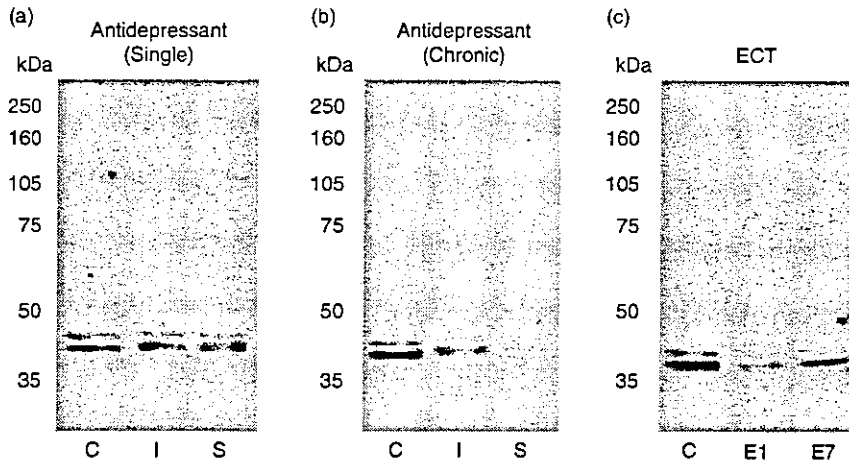 (a)
Antidepressant
(Single)
kDa
250
160
105
75
50
35
C I S
(b)
Antidepressant
(Chronic)
kDa
250
160
105
75
50
35
C I S
(c)
ECT
kDa
250
160
105
75
50
35
C E1 E7